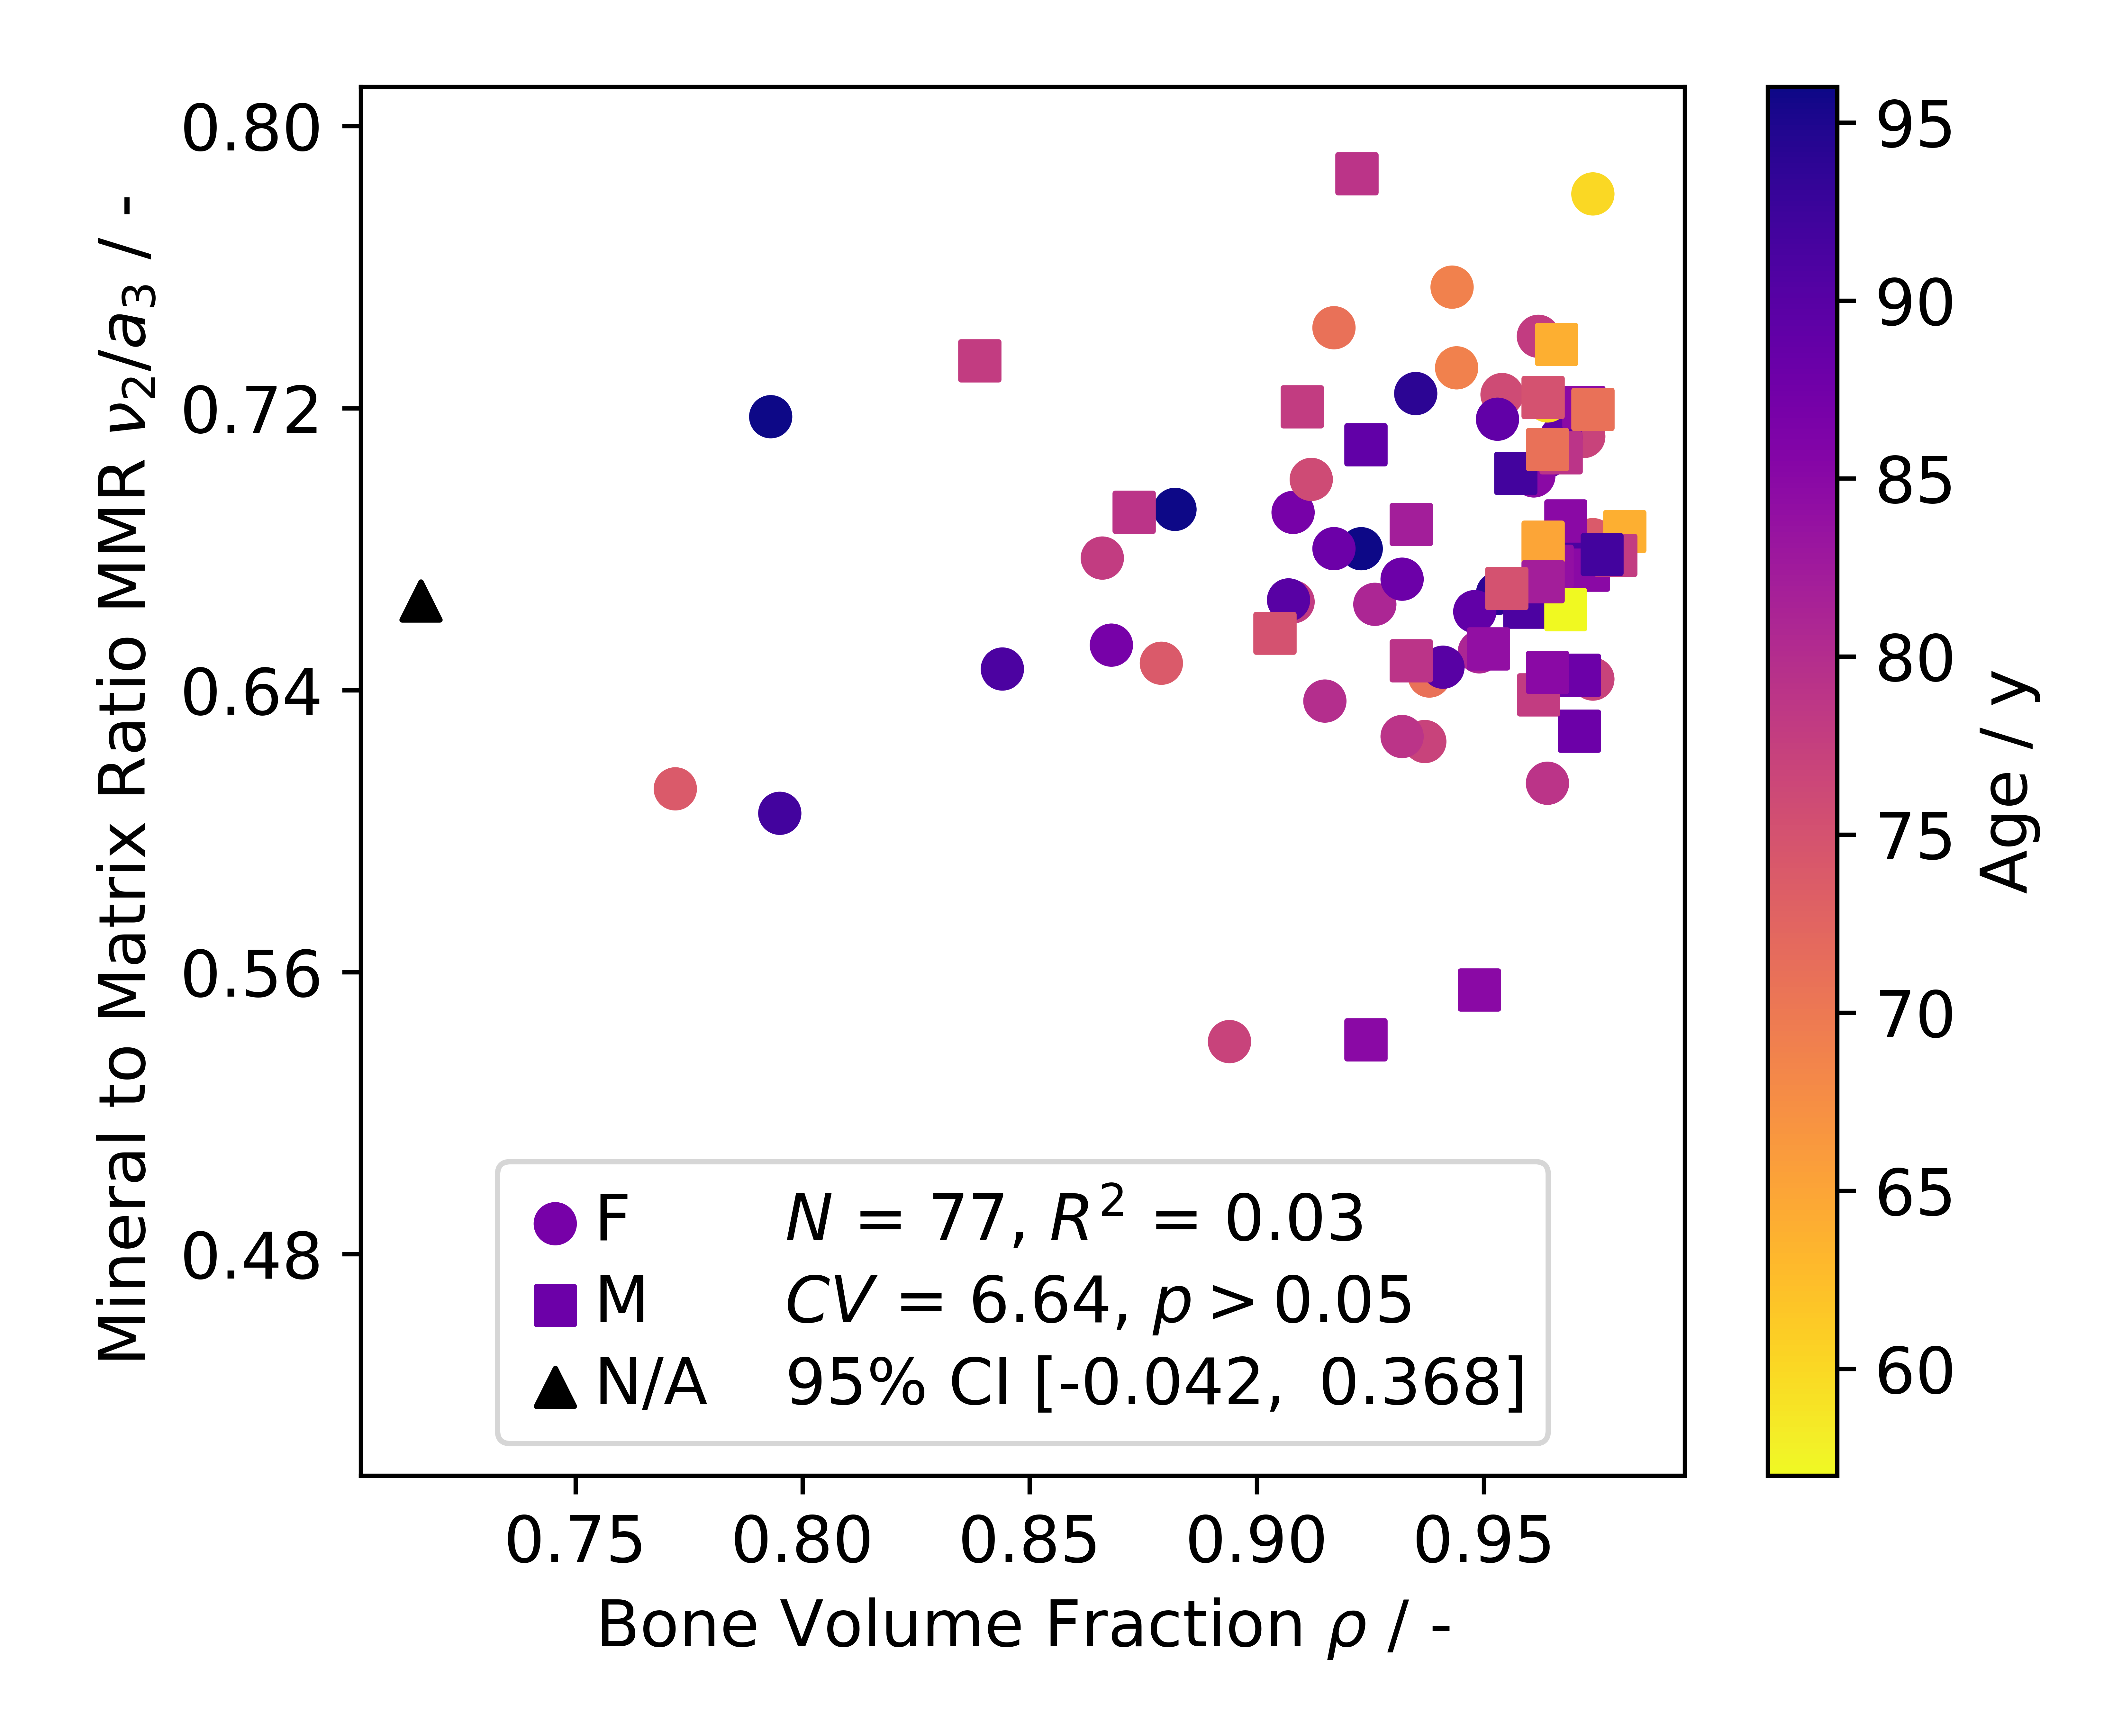 Mineral to Matrix Ratio MMR ν₂/a₃ / -
0.80
0.72
0.64
0.56
0.48
F
M
N/A
N = 77, R² = 0.03
CV = 6.64, p > 0.05
95% CI [-0.042, 0.368]
0.75 0.80 0.85 0.90 0.95
Bone Volume Fraction ρ / -
95
90
85
80
75
70
65
60
Age / y